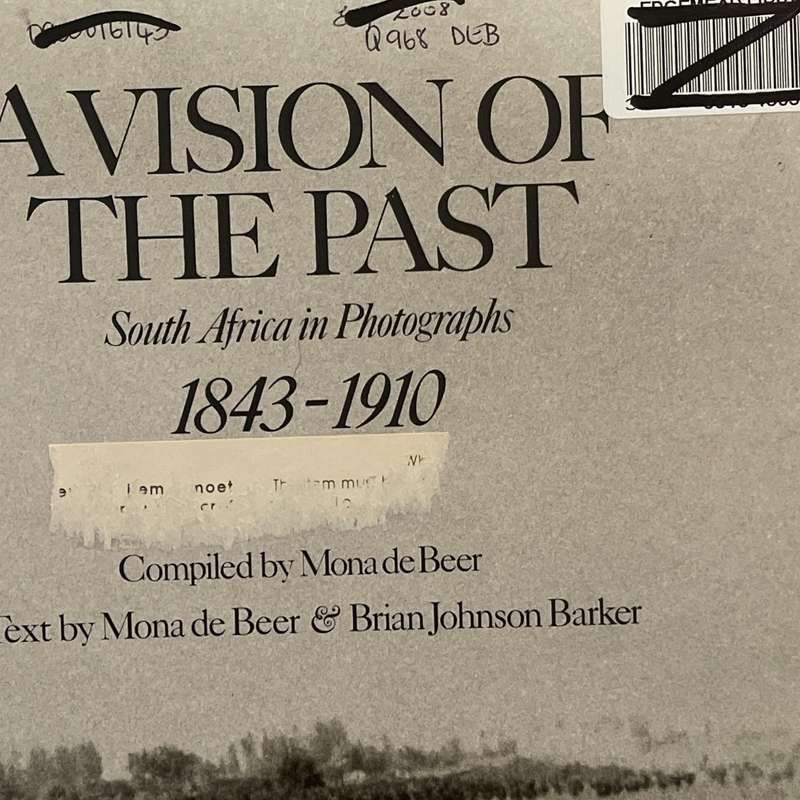 2008
Q968 DEB
A VISION OF
THE PAST
South Africa in Photographs
1843-1910
moet
Compiled by Mona de Beer
Text by Mona de Beer & Brian Johnson Barker